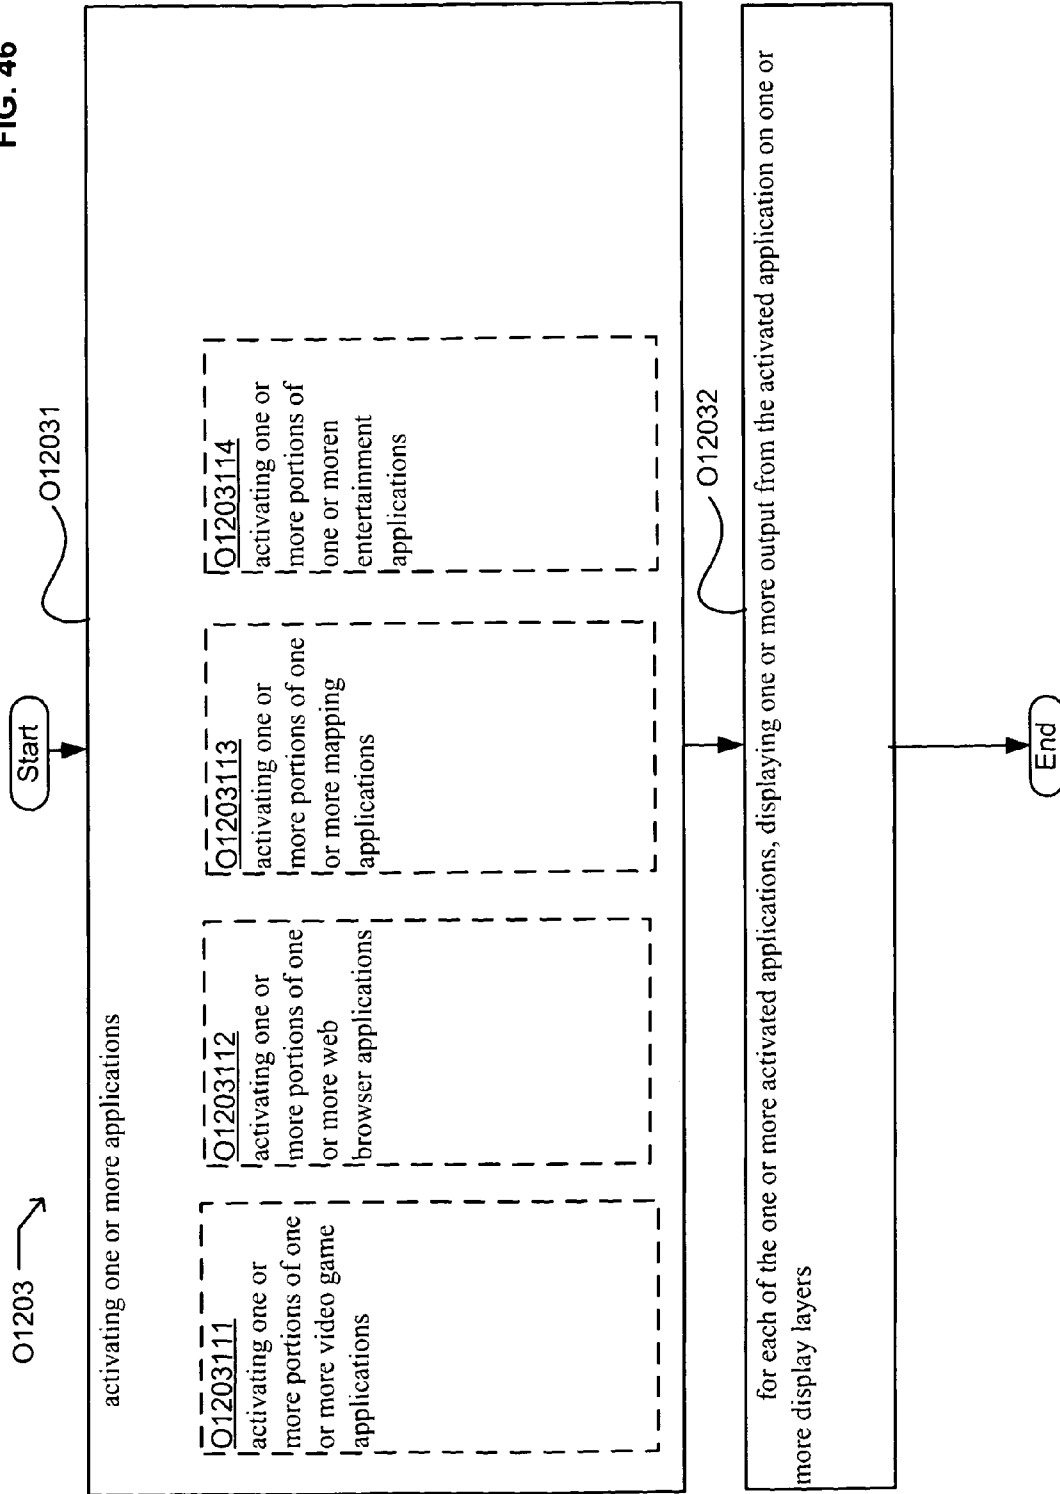 FIG. 46
O1203
Start
O12031
activating one or more applications
O1203111
activating one or
more portions of one
or more video game
applications
O1203112
activating one or
more portions of one
or more web
browser applications
O1203113
activating one or
more portions of one
or more mapping
applications
O1203114
activating one or
more portions of
one or moren
entertainment
applications
O12032
for each of the one or more activated applications, displaying one or more output from the activated application on one or
more display layers
End